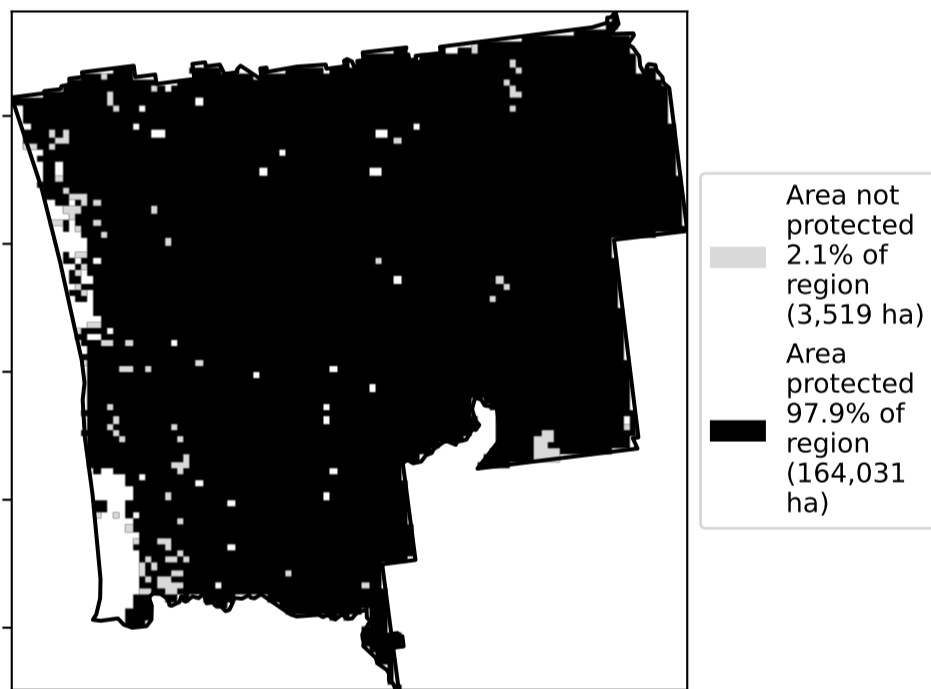 Area not
protected
2.1% of
region
(3,519 ha)
Area
protected
97.9% of
region
(164,031
ha)